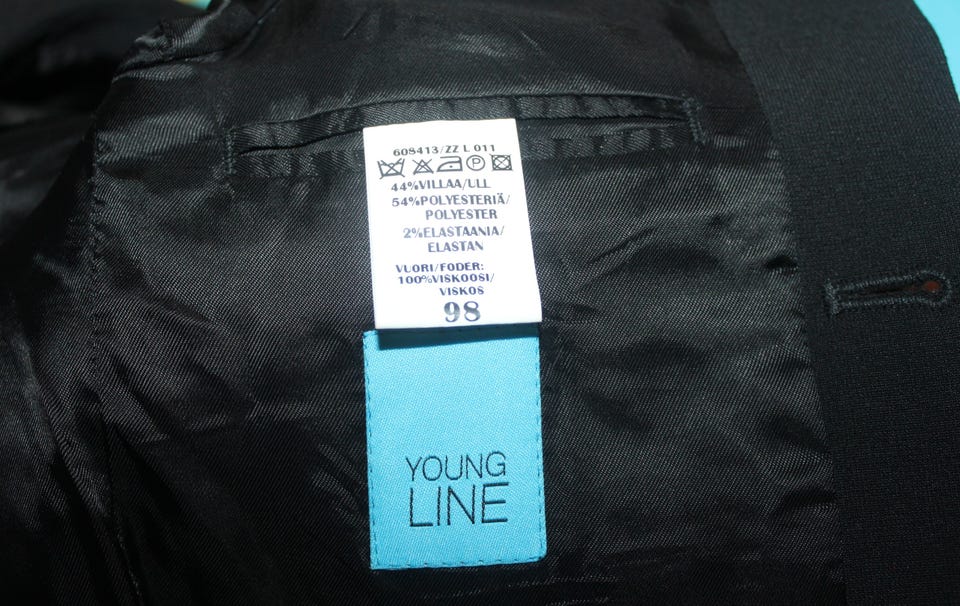 608413/ZZ L 011
44%VILLAA/ULL
54%POLYESTERIÄ/
POLYESTER
2%ELASTAANIA/
ELASTAN
VUORI/FODER:
100%VISKOOSI/
VISKOS
98
YOUNG
LINE